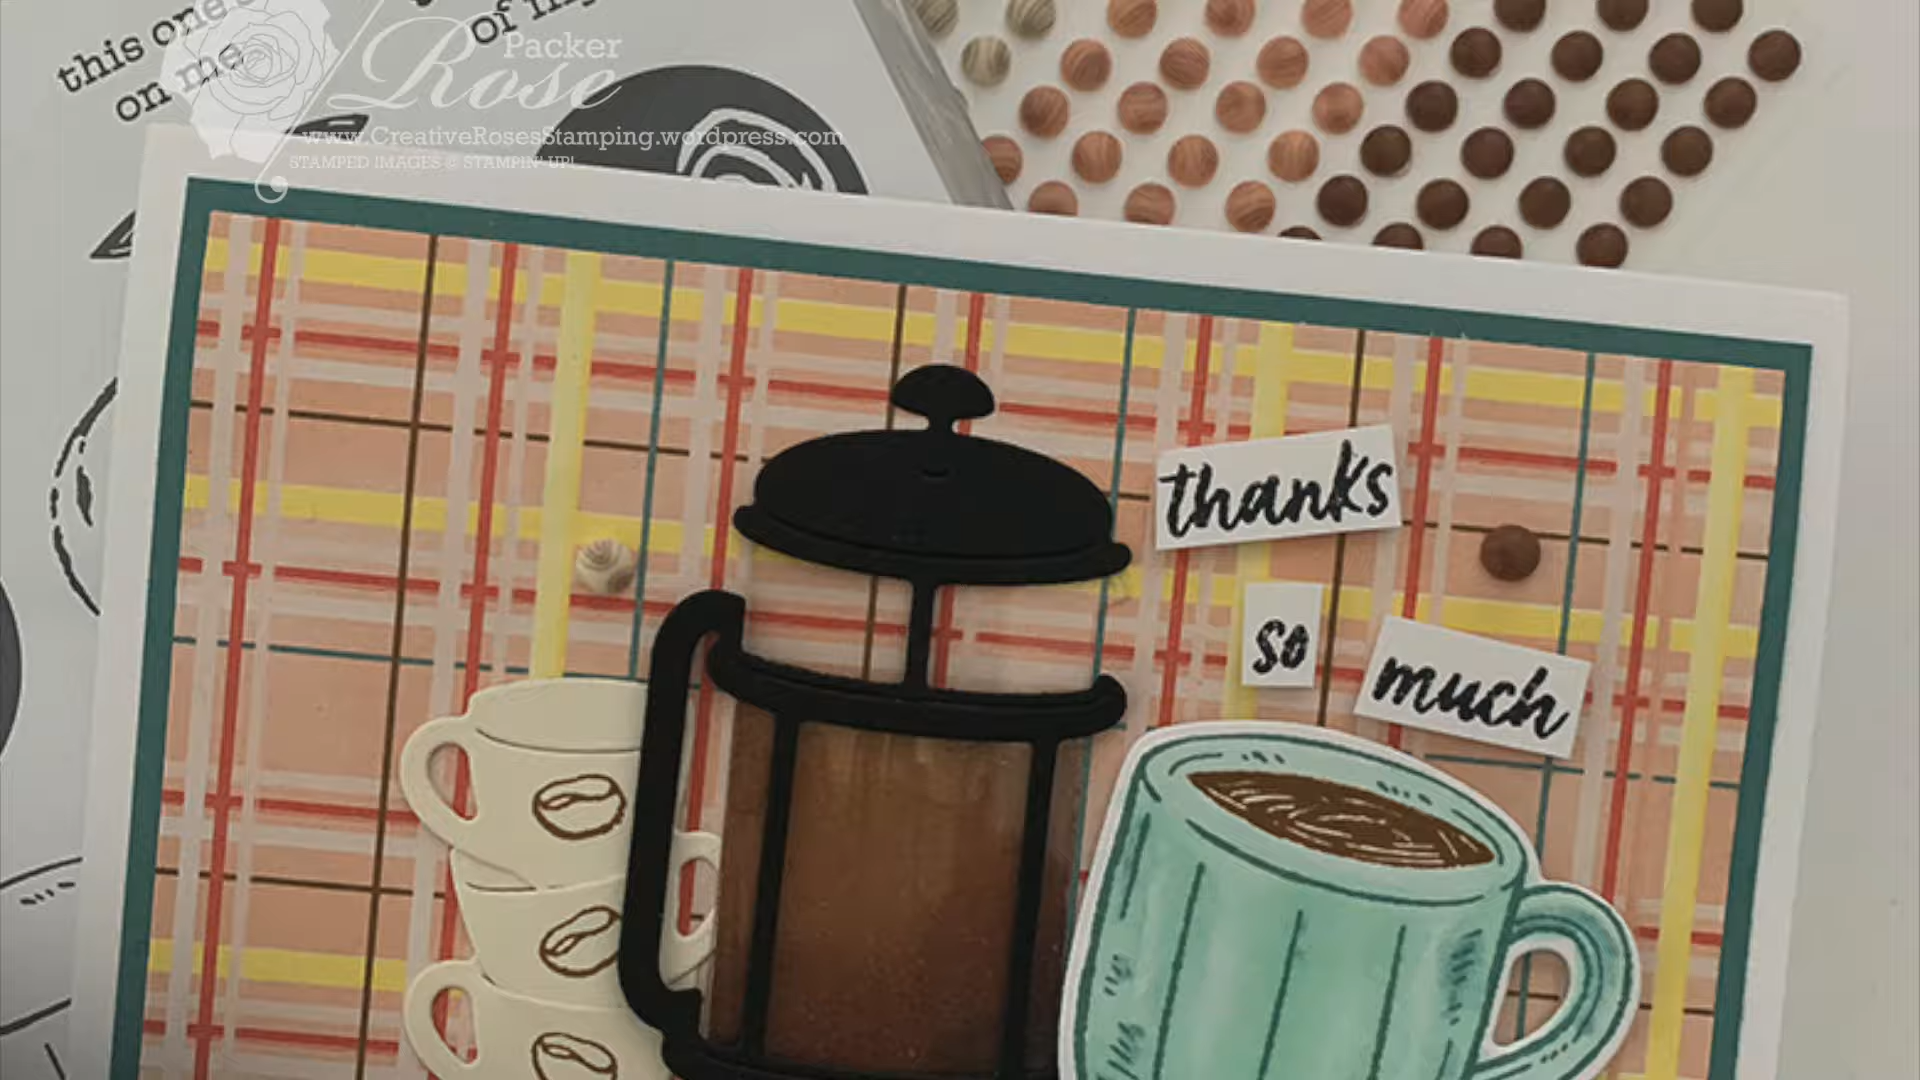 this one's
on me
of my
Packer
Rose
www.CreativeRosesStamping.wordpress.com
STAMPED IMAGES © STAMPIN' UP!
thanks
so
much